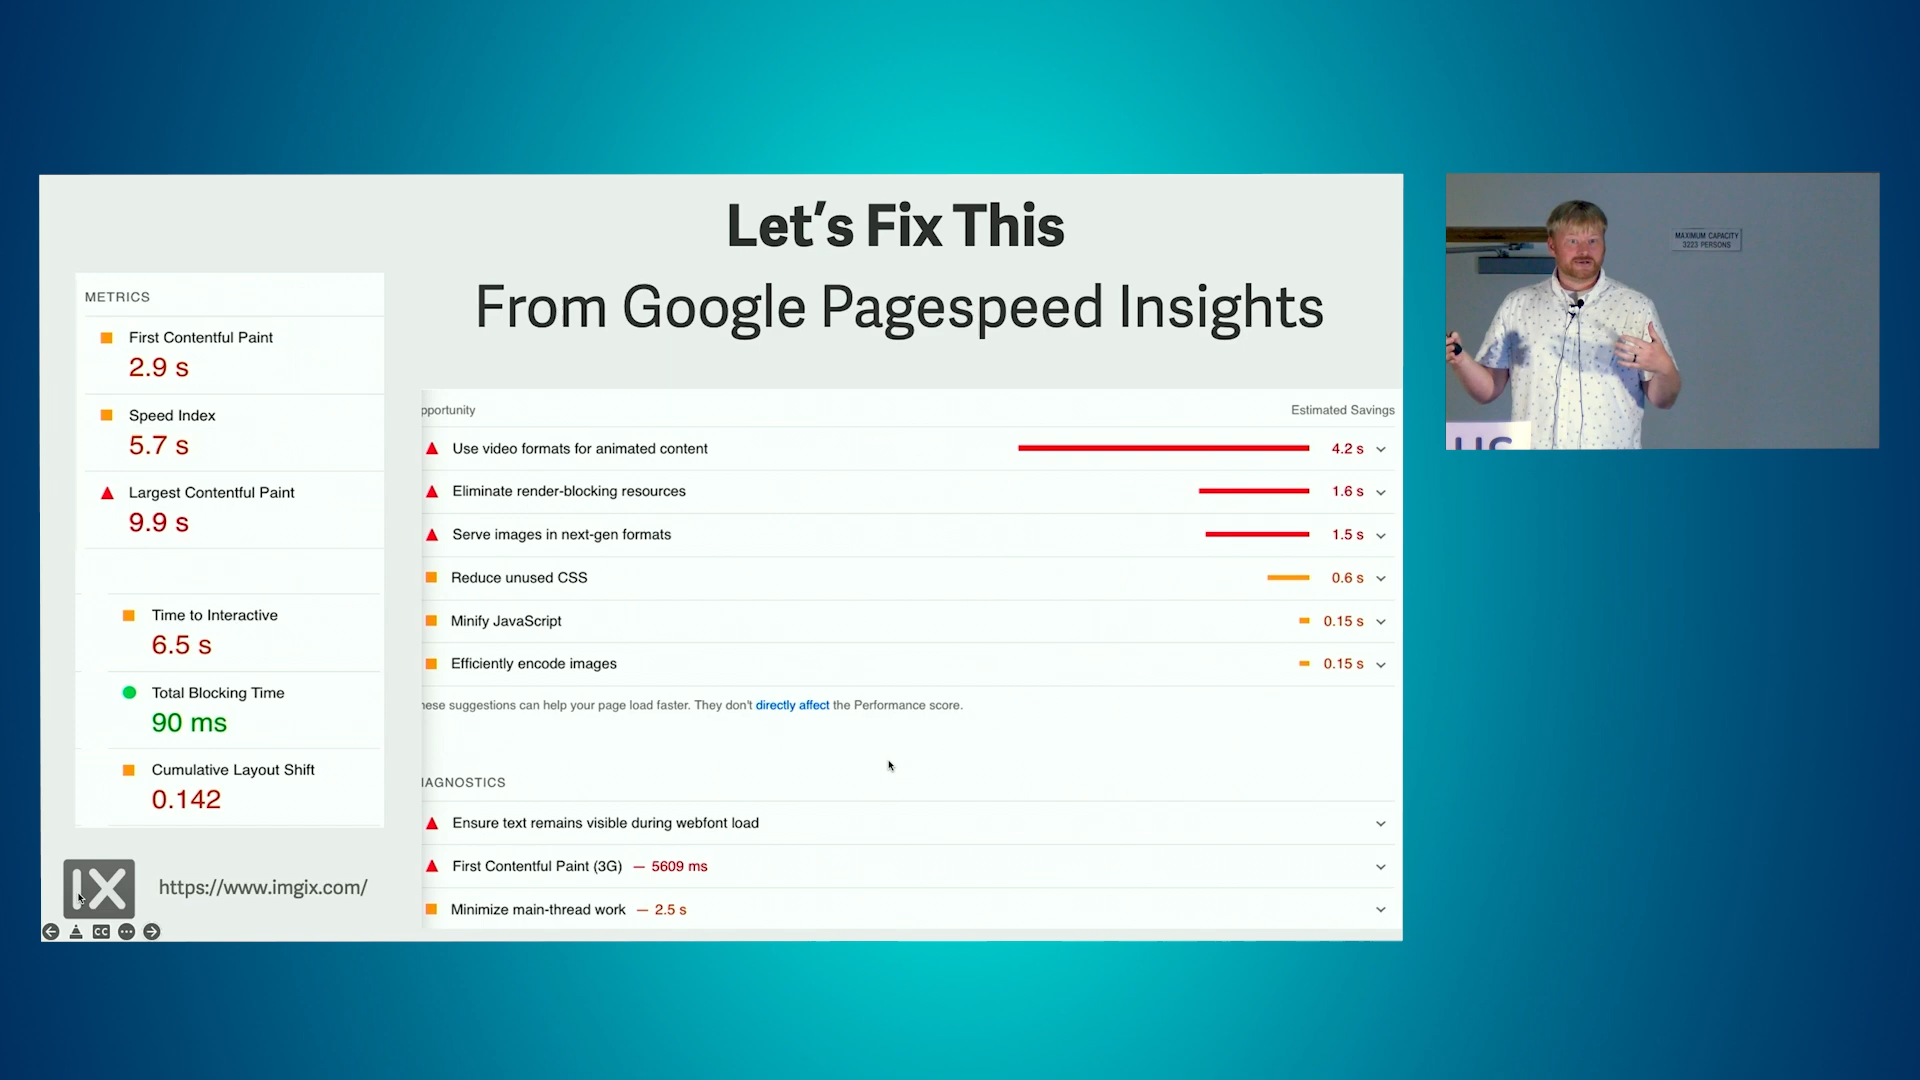 Let's Fix This
From Google Pagespeed Insights
METRICS
First Contentful Paint
2.9 s
Speed Index
5.7 s
Largest Contentful Paint
9.9 s
Time to Interactive
6.5 s
Total Blocking Time
90 ms
Cumulative Layout Shift
0.142
IX
https://www.imgix.com/
CC
pportunity
Estimated Savings
Use video formats for animated content 4.2 s
Eliminate render-blocking resources 1.6 s
Serve images in next-gen formats 1.5 s
Reduce unused CSS 0.6 s
Minify JavaScript 0.15 s
Efficiently encode images 0.15 s
hese suggestions can help your page load faster. They don't directly affect the Performance score.
IAGNOSTICS
Ensure text remains visible during webfont load
First Contentful Paint (3G) — 5609 ms
Minimize main-thread work — 2.5 s
MAXIMUM CAPACITY
3223 PERSONS